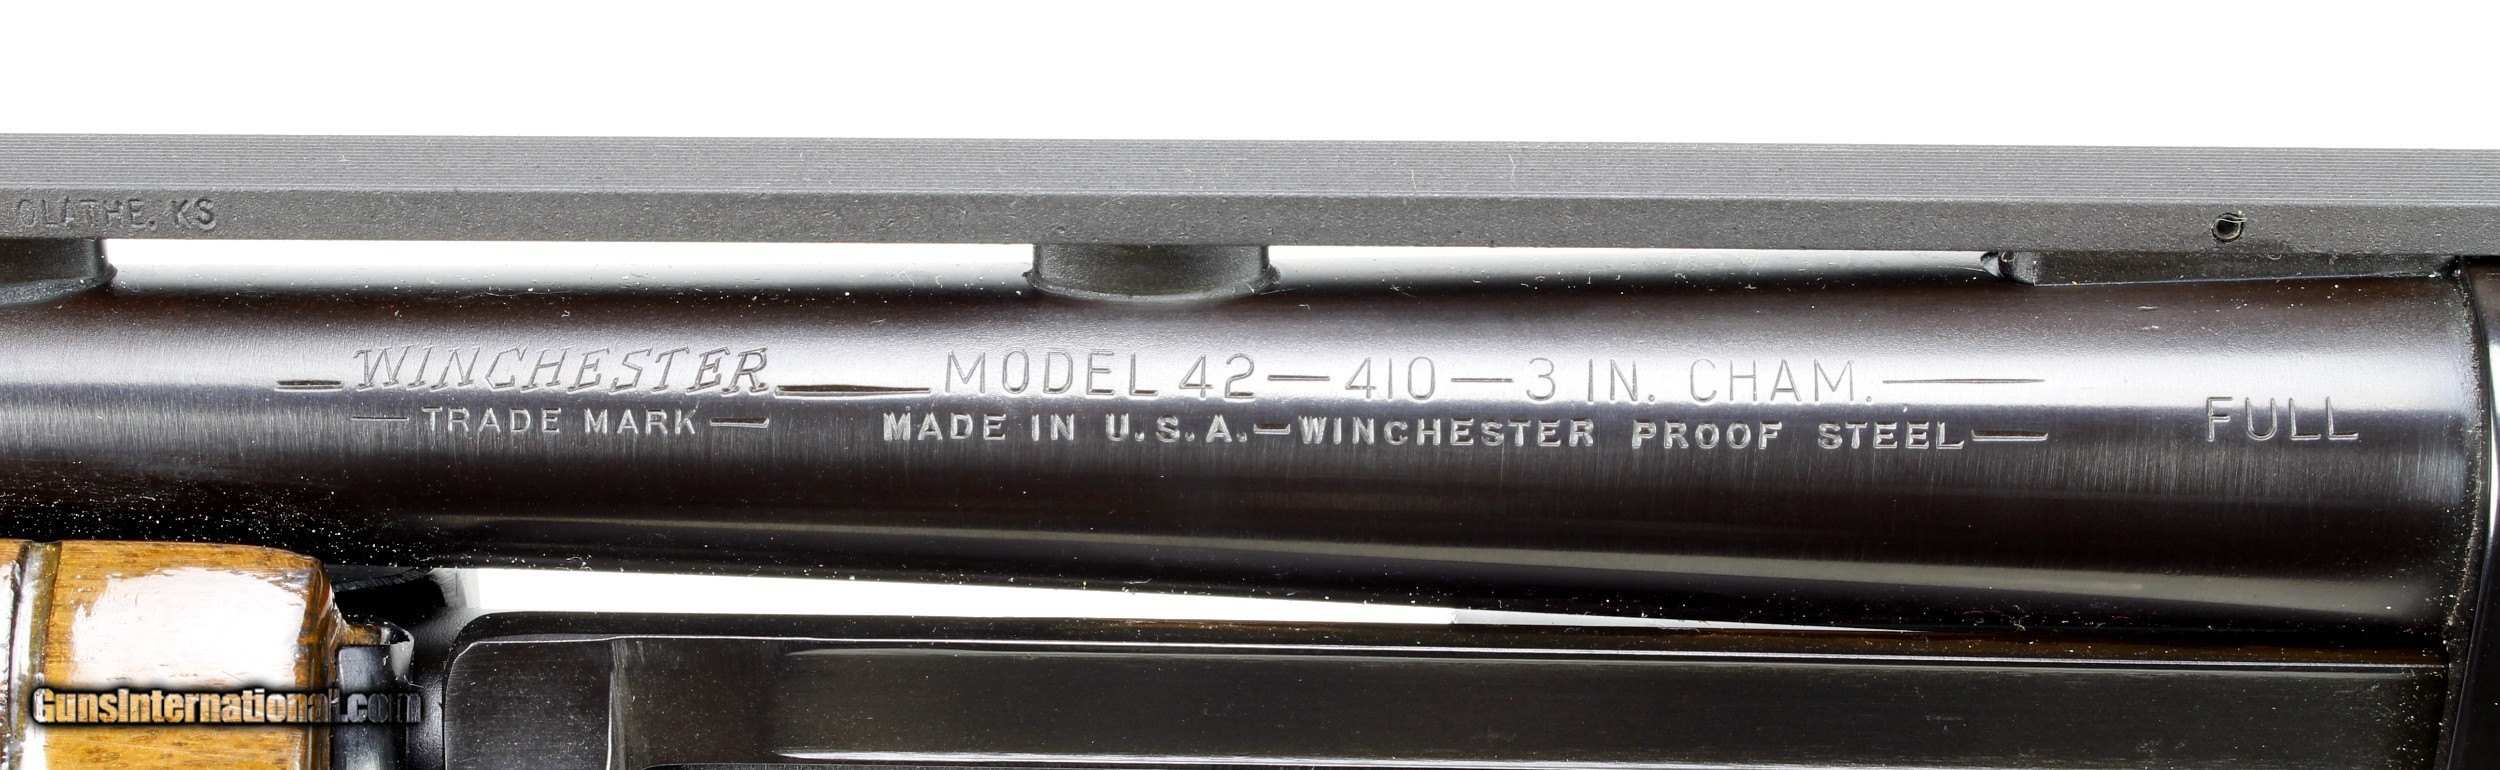 OLATHE, KS
WINCHESTER — MODEL 42 — 410 — 3 IN. CHAM. —
— TRADE MARK — MADE IN U.S.A. — WINCHESTER PROOF STEEL —
FULL
GunsInternational.com